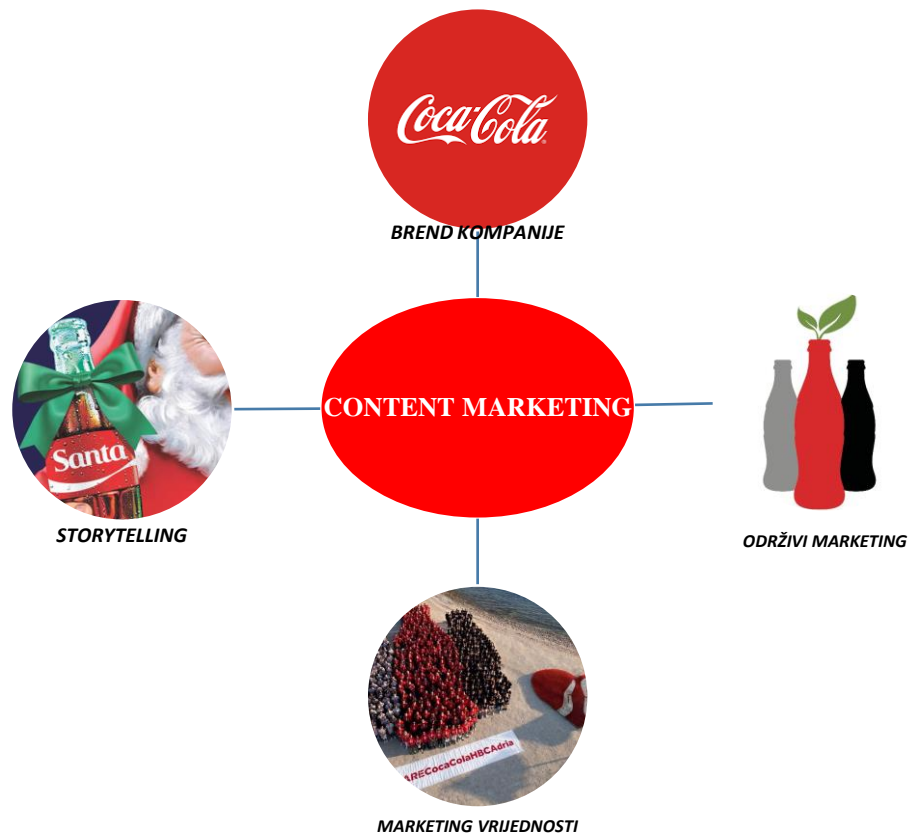 Coca-Cola
BREND KOMPANIJE
Santa
CONTENT MARKETING
STORYTELLING
ODRŽIVI MARKETING
ARECocaColaHBCAdria
MARKETING VRIJEDNOSTI